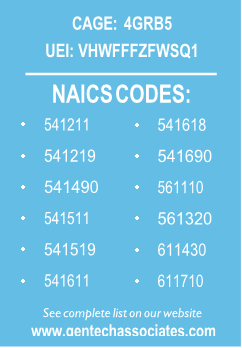 CAGE: 4GRB5
UEI: VHWFFFZFWSQ1
NAICS CODES:
• 541211
• 541219
• 541490
• 541511
• 541519
• 541611
• 541618
• 541690
• 561110
• 561320
• 611430
• 611710
See complete list on our website
www.gentechassociates.com